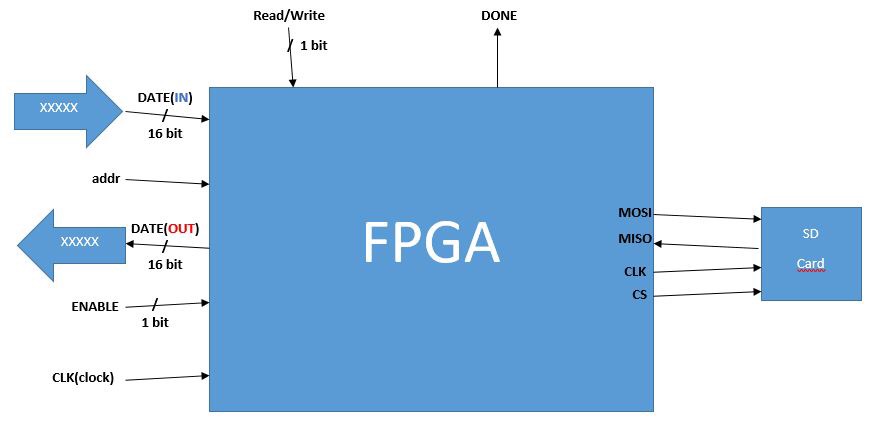 Read/Write
DONE
1 bit
XXXXX
DATE(IN)
16 bit
addr
XXXXX
DATE(OUT)
16 bit
ENABLE
1 bit
CLK(clock)
FPGA
MOSI
MISO
CLK
CS
SD
Card